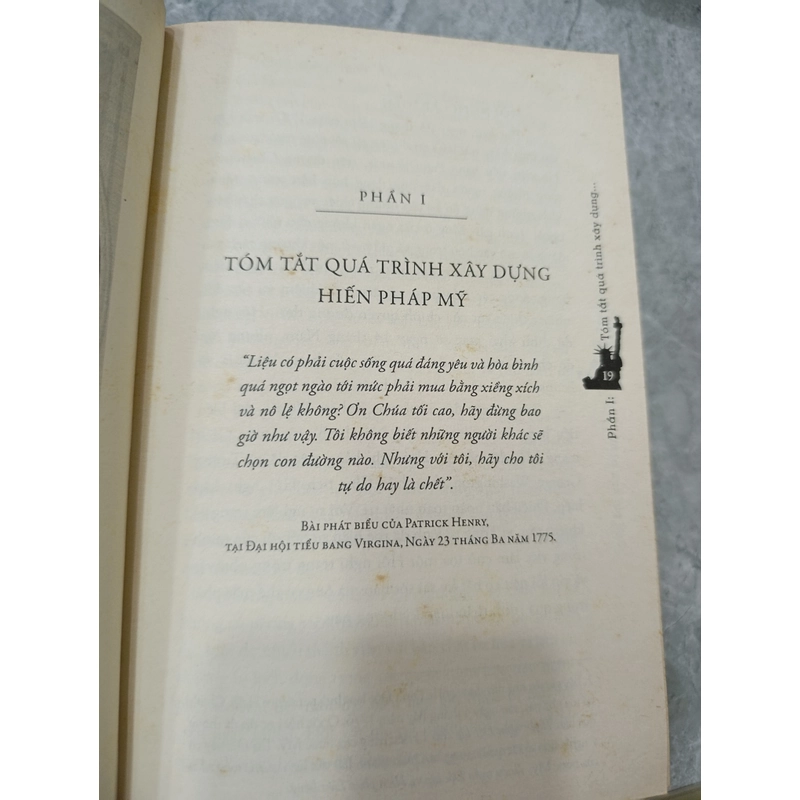 PHẦN I
TÓM TẮT QUÁ TRÌNH XÂY DỰNG
HIẾN PHÁP MỸ
“Liệu có phải cuộc sống quá đáng yêu và hòa bình
quá ngọt ngào tới mức phải mua bằng xiềng xích
và nô lệ không? Ơn Chúa tối cao, hãy đừng bao
giờ như vậy. Tôi không biết những người khác sẽ
chọn con đường nào. Nhưng với tôi, hãy cho tôi
tự do hay là chết”.
BÀI PHÁT BIỂU CỦA PATRICK HENRY,
TẠI ĐẠI HỘI TIỂU BANG VIRGINA, NGÀY 23 THÁNG BA NĂM 1775.
Phần I: Tóm tắt quá trình xây dựng...
19